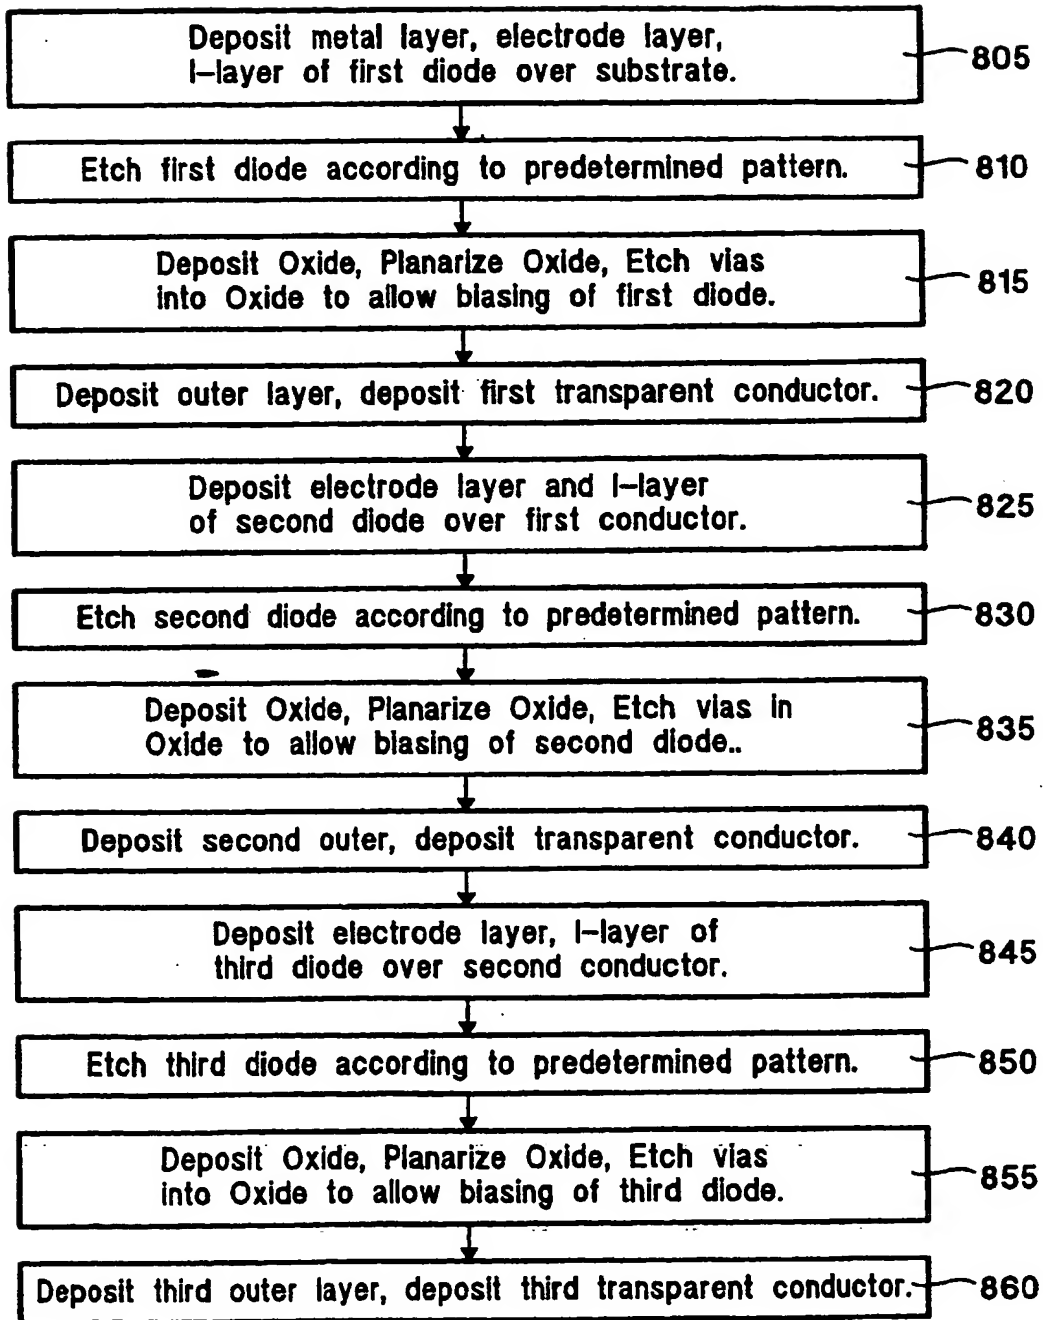 Deposit metal layer, electrode layer,
I-layer of first diode over substrate.
805
Etch first diode according to predetermined pattern.
810
Deposit Oxide, Planarize Oxide, Etch vias
into Oxide to allow biasing of first diode.
815
Deposit outer layer, deposit first transparent conductor.
820
Deposit electrode layer and I-layer
of second diode over first conductor.
825
Etch second diode according to predetermined pattern.
830
Deposit Oxide, Planarize Oxide, Etch vias in
Oxide to allow biasing of second diode..
835
Deposit second outer, deposit transparent conductor.
840
Deposit electrode layer, I-layer of
third diode over second conductor.
845
Etch third diode according to predetermined pattern.
850
Deposit Oxide, Planarize Oxide, Etch vias
into Oxide to allow biasing of third diode.
855
Deposit third outer layer, deposit third transparent conductor.
860